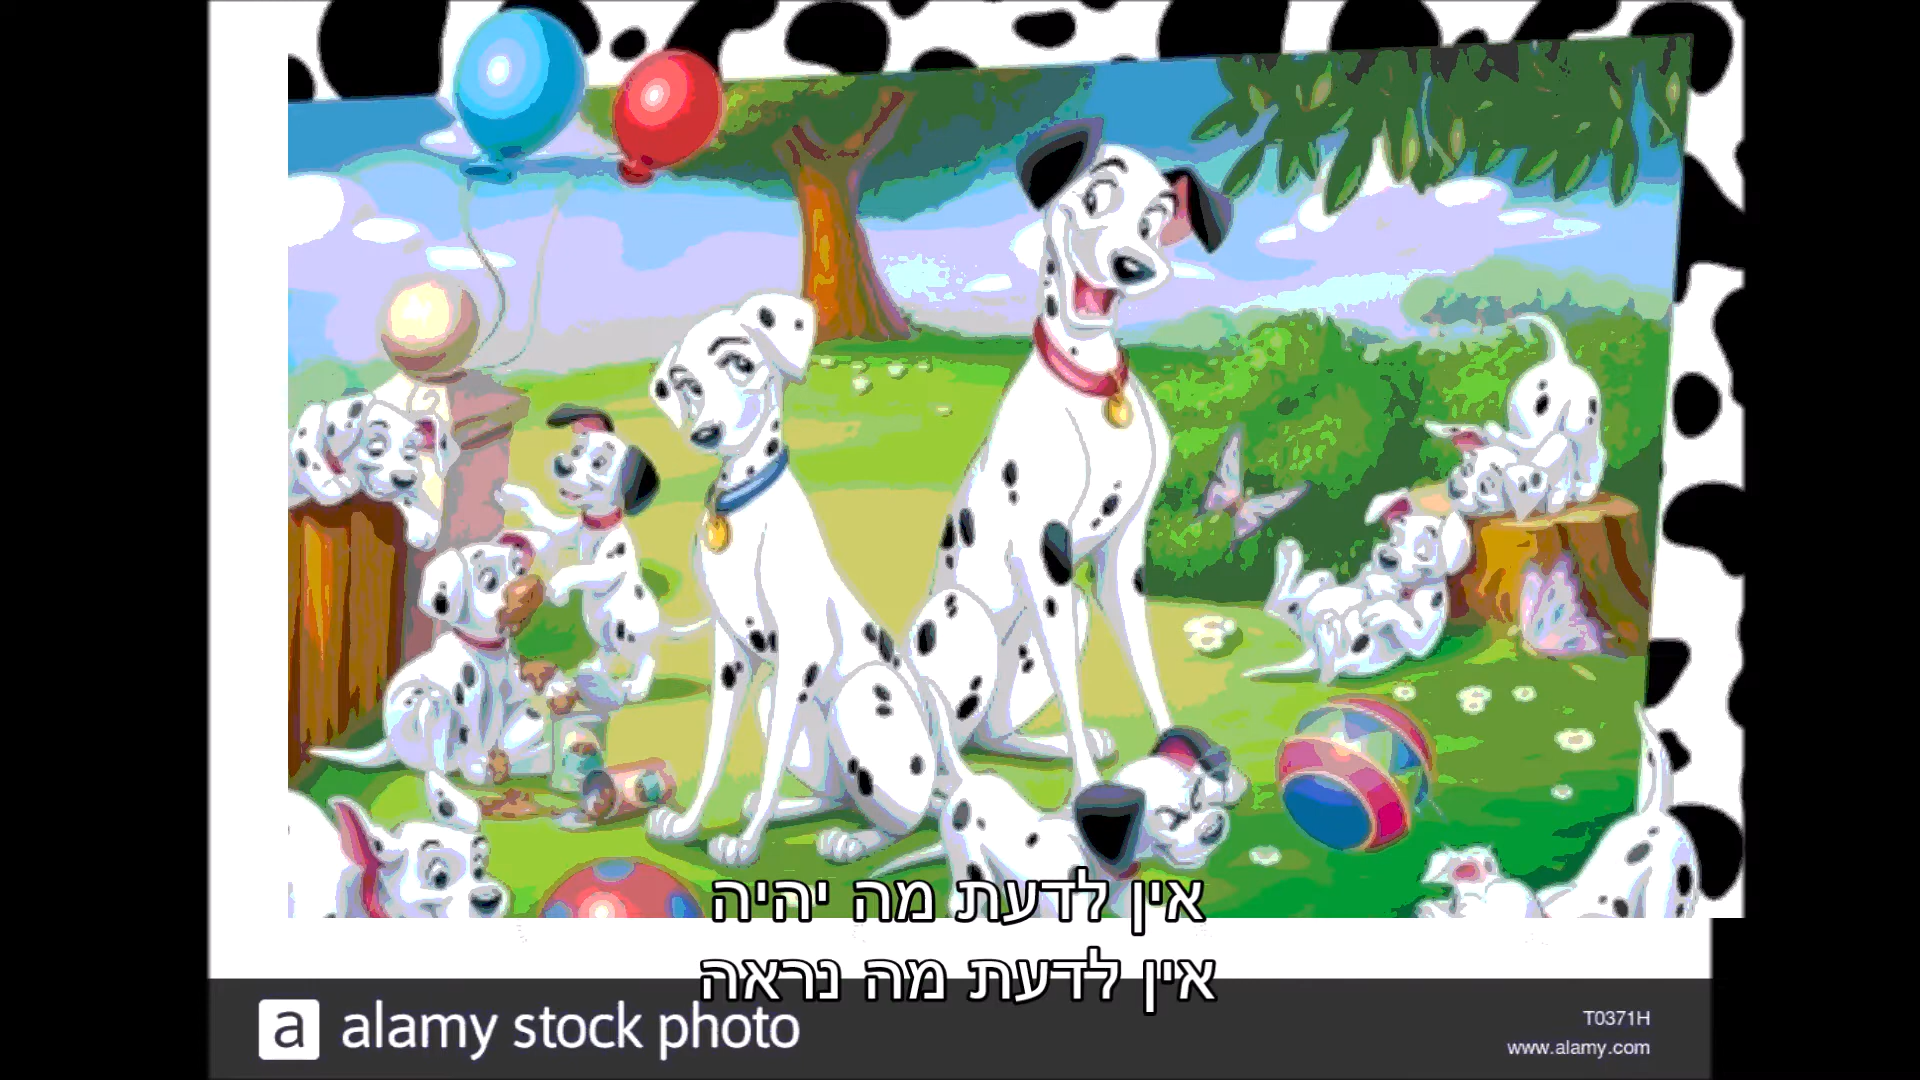 אין לדעת מה יהיה
אין לדעת מה נראה
a alamy stock photo
T0371H
www.alamy.com